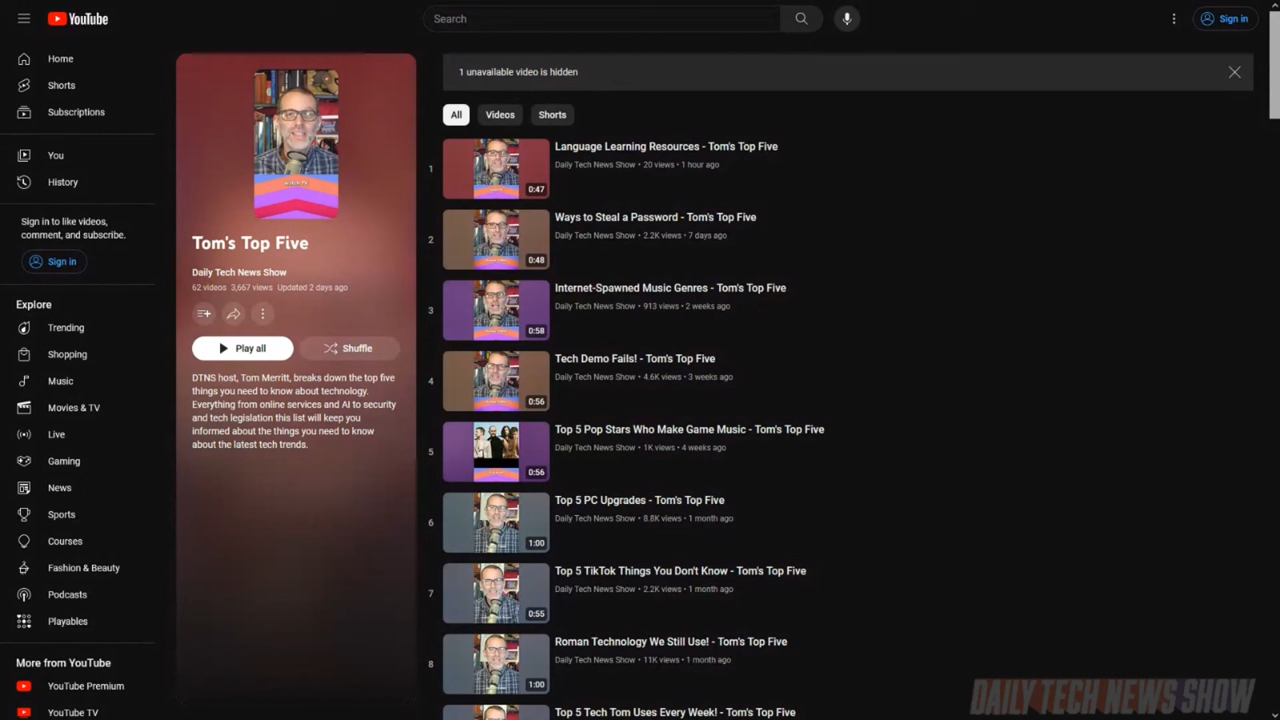 YouTube
Search
Sign in
Home
Shorts
Subscriptions
You
History
Sign in to like videos,
comment, and subscribe.
Sign in
Explore
Trending
Shopping
Music
Movies & TV
Live
Gaming
News
Sports
Courses
Fashion & Beauty
Podcasts
Playables
More from YouTube
YouTube Premium
YouTube TV
Tom's Top Five
Daily Tech News Show
62 videos 3,667 views Updated 2 days ago
Play all
Shuffle
DTNS host, Tom Merritt, breaks down the top five
things you need to know about technology.
Everything from online services and AI to security
and tech legislation this list will keep you
informed about the things you need to know
about the latest tech trends.
1 unavailable video is hidden
All
Videos
Shorts
1
0:47
Language Learning Resources - Tom's Top Five
Daily Tech News Show • 20 views • 1 hour ago
2
0:48
Ways to Steal a Password - Tom's Top Five
Daily Tech News Show • 2.2K views • 7 days ago
3
0:58
Internet-Spawned Music Genres - Tom's Top Five
Daily Tech News Show • 913 views • 2 weeks ago
4
0:56
Tech Demo Fails! - Tom's Top Five
Daily Tech News Show • 4.6K views • 3 weeks ago
5
0:56
Top 5 Pop Stars Who Make Game Music - Tom's Top Five
Daily Tech News Show • 1K views • 4 weeks ago
6
1:00
Top 5 PC Upgrades - Tom's Top Five
Daily Tech News Show • 8.8K views • 1 month ago
7
0:55
Top 5 TikTok Things You Don't Know - Tom's Top Five
Daily Tech News Show • 2.2K views • 1 month ago
8
1:00
Roman Technology We Still Use! - Tom's Top Five
Daily Tech News Show • 11K views • 1 month ago
Top 5 Tech Tom Uses Every Week! - Tom's Top Five
DAILY TECH NEWS SHOW